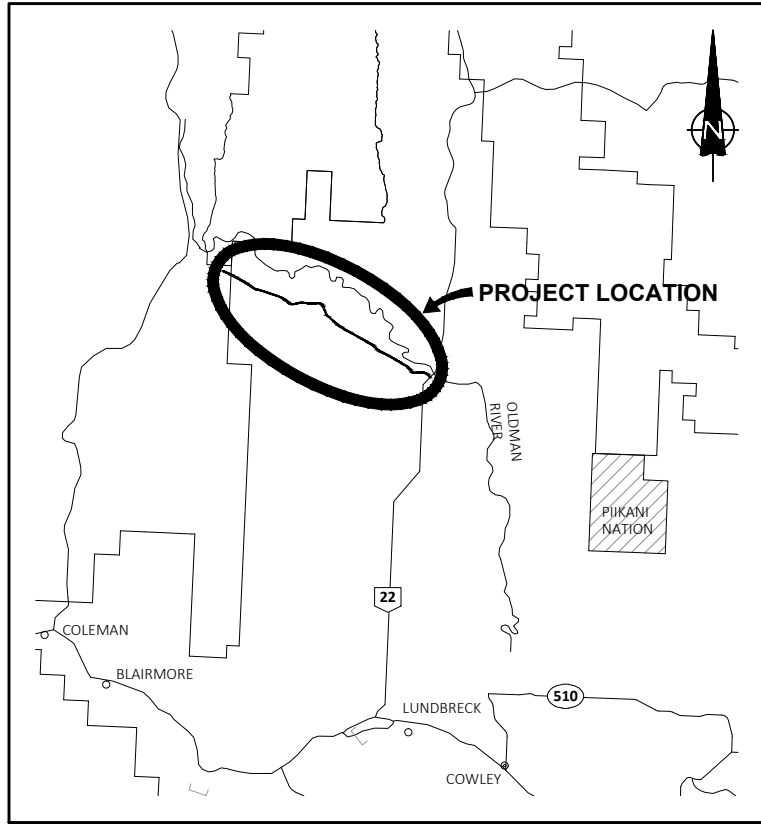 N
PROJECT LOCATION
OLDMAN
RIVER
PIIKANI
NATION
22
COLEMAN
BLAIRMORE
LUNDBRECK
510
COWLEY